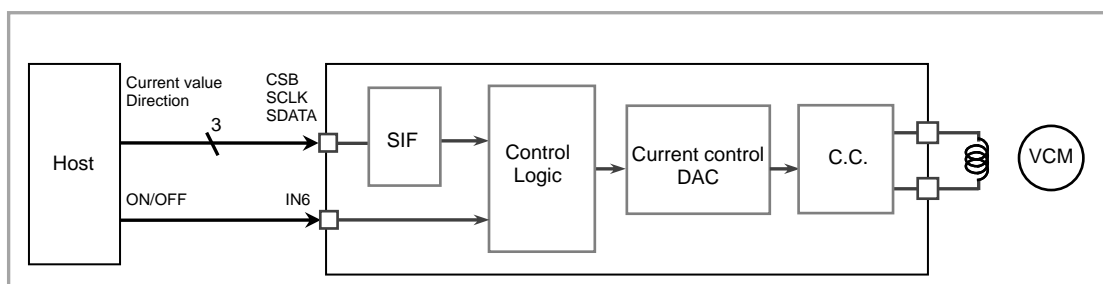 Current value
Direction
CSB
SCLK
SDATA
3
Host
SIF
Control
Logic
Current control
DAC
C.C.
VCM
ON/OFF
IN6